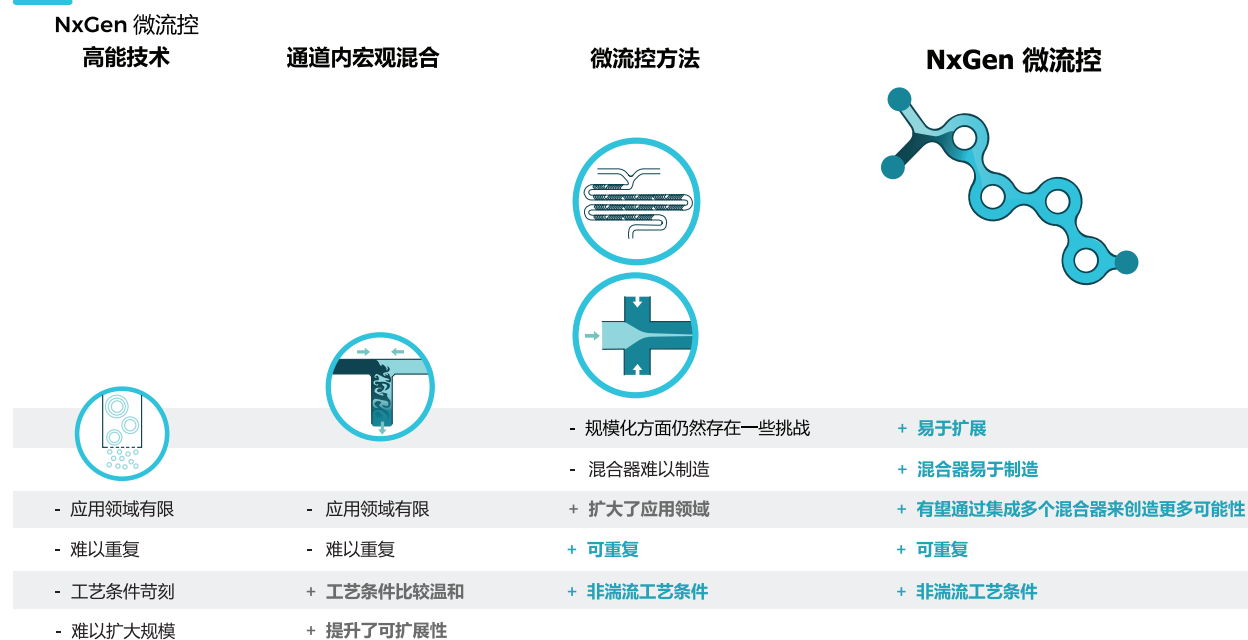 NxGen 微流控
高能技术
通道内宏观混合
微流控方法
NxGen 微流控
- 规模化方面仍然存在一些挑战
+ 易于扩展
- 混合器难以制造
+ 混合器易于制造
- 应用领域有限
- 应用领域有限
+ 扩大了应用领域
+ 有望通过集成多个混合器来创造更多可能性
- 难以重复
- 难以重复
+ 可重复
+ 可重复
- 工艺条件苛刻
+ 工艺条件比较温和
+ 非湍流工艺条件
+ 非湍流工艺条件
- 难以扩大规模
+ 提升了可扩展性